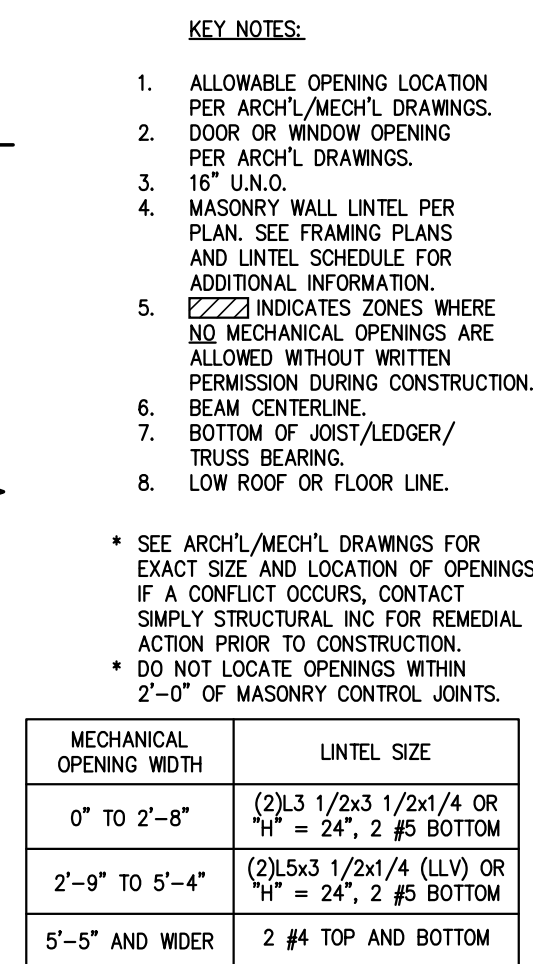 KEY NOTES:
1. ALLOWABLE OPENING LOCATION
PER ARCH'L/MECH'L DRAWINGS.
2. DOOR OR WINDOW OPENING
PER ARCH'L DRAWINGS.
3. 16" U.N.O.
4. MASONRY WALL LINTEL PER
PLAN. SEE FRAMING PLANS
AND LINTEL SCHEDULE FOR
ADDITIONAL INFORMATION.
5. INDICATES ZONES WHERE
NO MECHANICAL OPENINGS ARE
ALLOWED WITHOUT WRITTEN
PERMISSION DURING CONSTRUCTION.
6. BEAM CENTERLINE.
7. BOTTOM OF JOIST/LEDGER/
TRUSS BEARING.
8. LOW ROOF OR FLOOR LINE.
* SEE ARCH'L/MECH'L DRAWINGS FOR
EXACT SIZE AND LOCATION OF OPENINGS
IF A CONFLICT OCCURS, CONTACT
SIMPLY STRUCTURAL INC FOR REMEDIAL
ACTION PRIOR TO CONSTRUCTION.
* DO NOT LOCATE OPENINGS WITHIN
2'-0" OF MASONRY CONTROL JOINTS.
MECHANICAL
OPENING WIDTH
LINTEL SIZE
0" TO 2'-8"
(2)L3 1/2x3 1/2x1/4 OR
"H" = 24", 2 #5 BOTTOM
2'-9" TO 5'-4"
(2)L5x3 1/2x1/4 (LLV) OR
"H" = 24", 2 #5 BOTTOM
5'-5" AND WIDER
2 #4 TOP AND BOTTOM